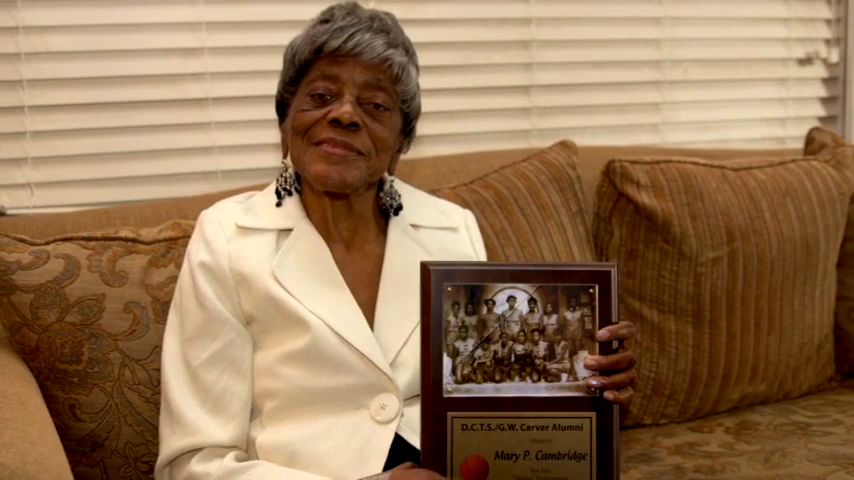 D.C.T.S./G.W. Carver Alumni
Honors
Mary P. Cambridge
For Her